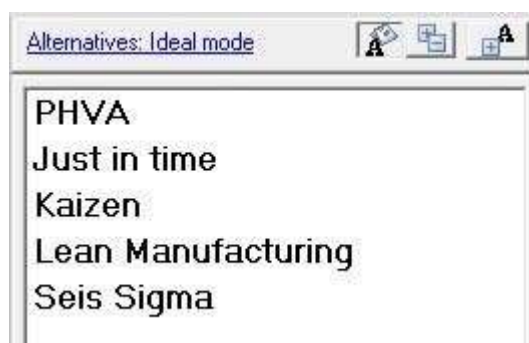 Alternatives: Ideal mode
A A
PHVA
Just in time
Kaizen
Lean Manufacturing
Seis Sigma